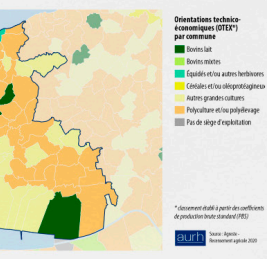 Orientations technico-
économiques (OTEX*)
par commune
Bovins lait
Bovins mixtes
Équidés et/ou autres herbivores
Céréales et/ou oléoprotéagineux
Autres grandes cultures
Polyculture et/ou polyélevage
Pas de siège d'exploitation
* classement établi à partir des coefficients
de production brute standard (PBS)
aurh
Source : Agreste -
Recensement agricole 2020